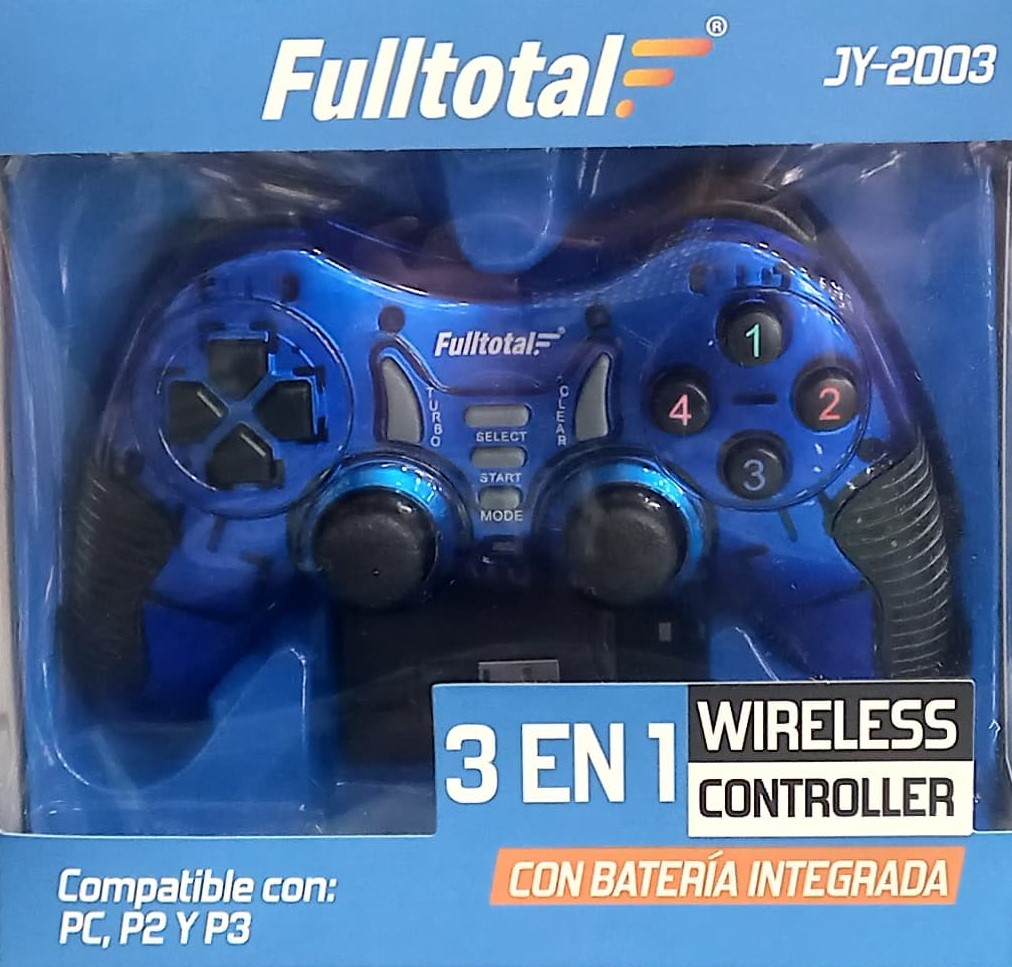 Fulltotal ®
JY-2003
Fulltotal
TURBO
CLEAR
SELECT
START
MODE
1
4
2
3
3 EN 1
WIRELESS
CONTROLLER
CON BATERÍA INTEGRADA
Compatible con:
PC, P2 Y P3